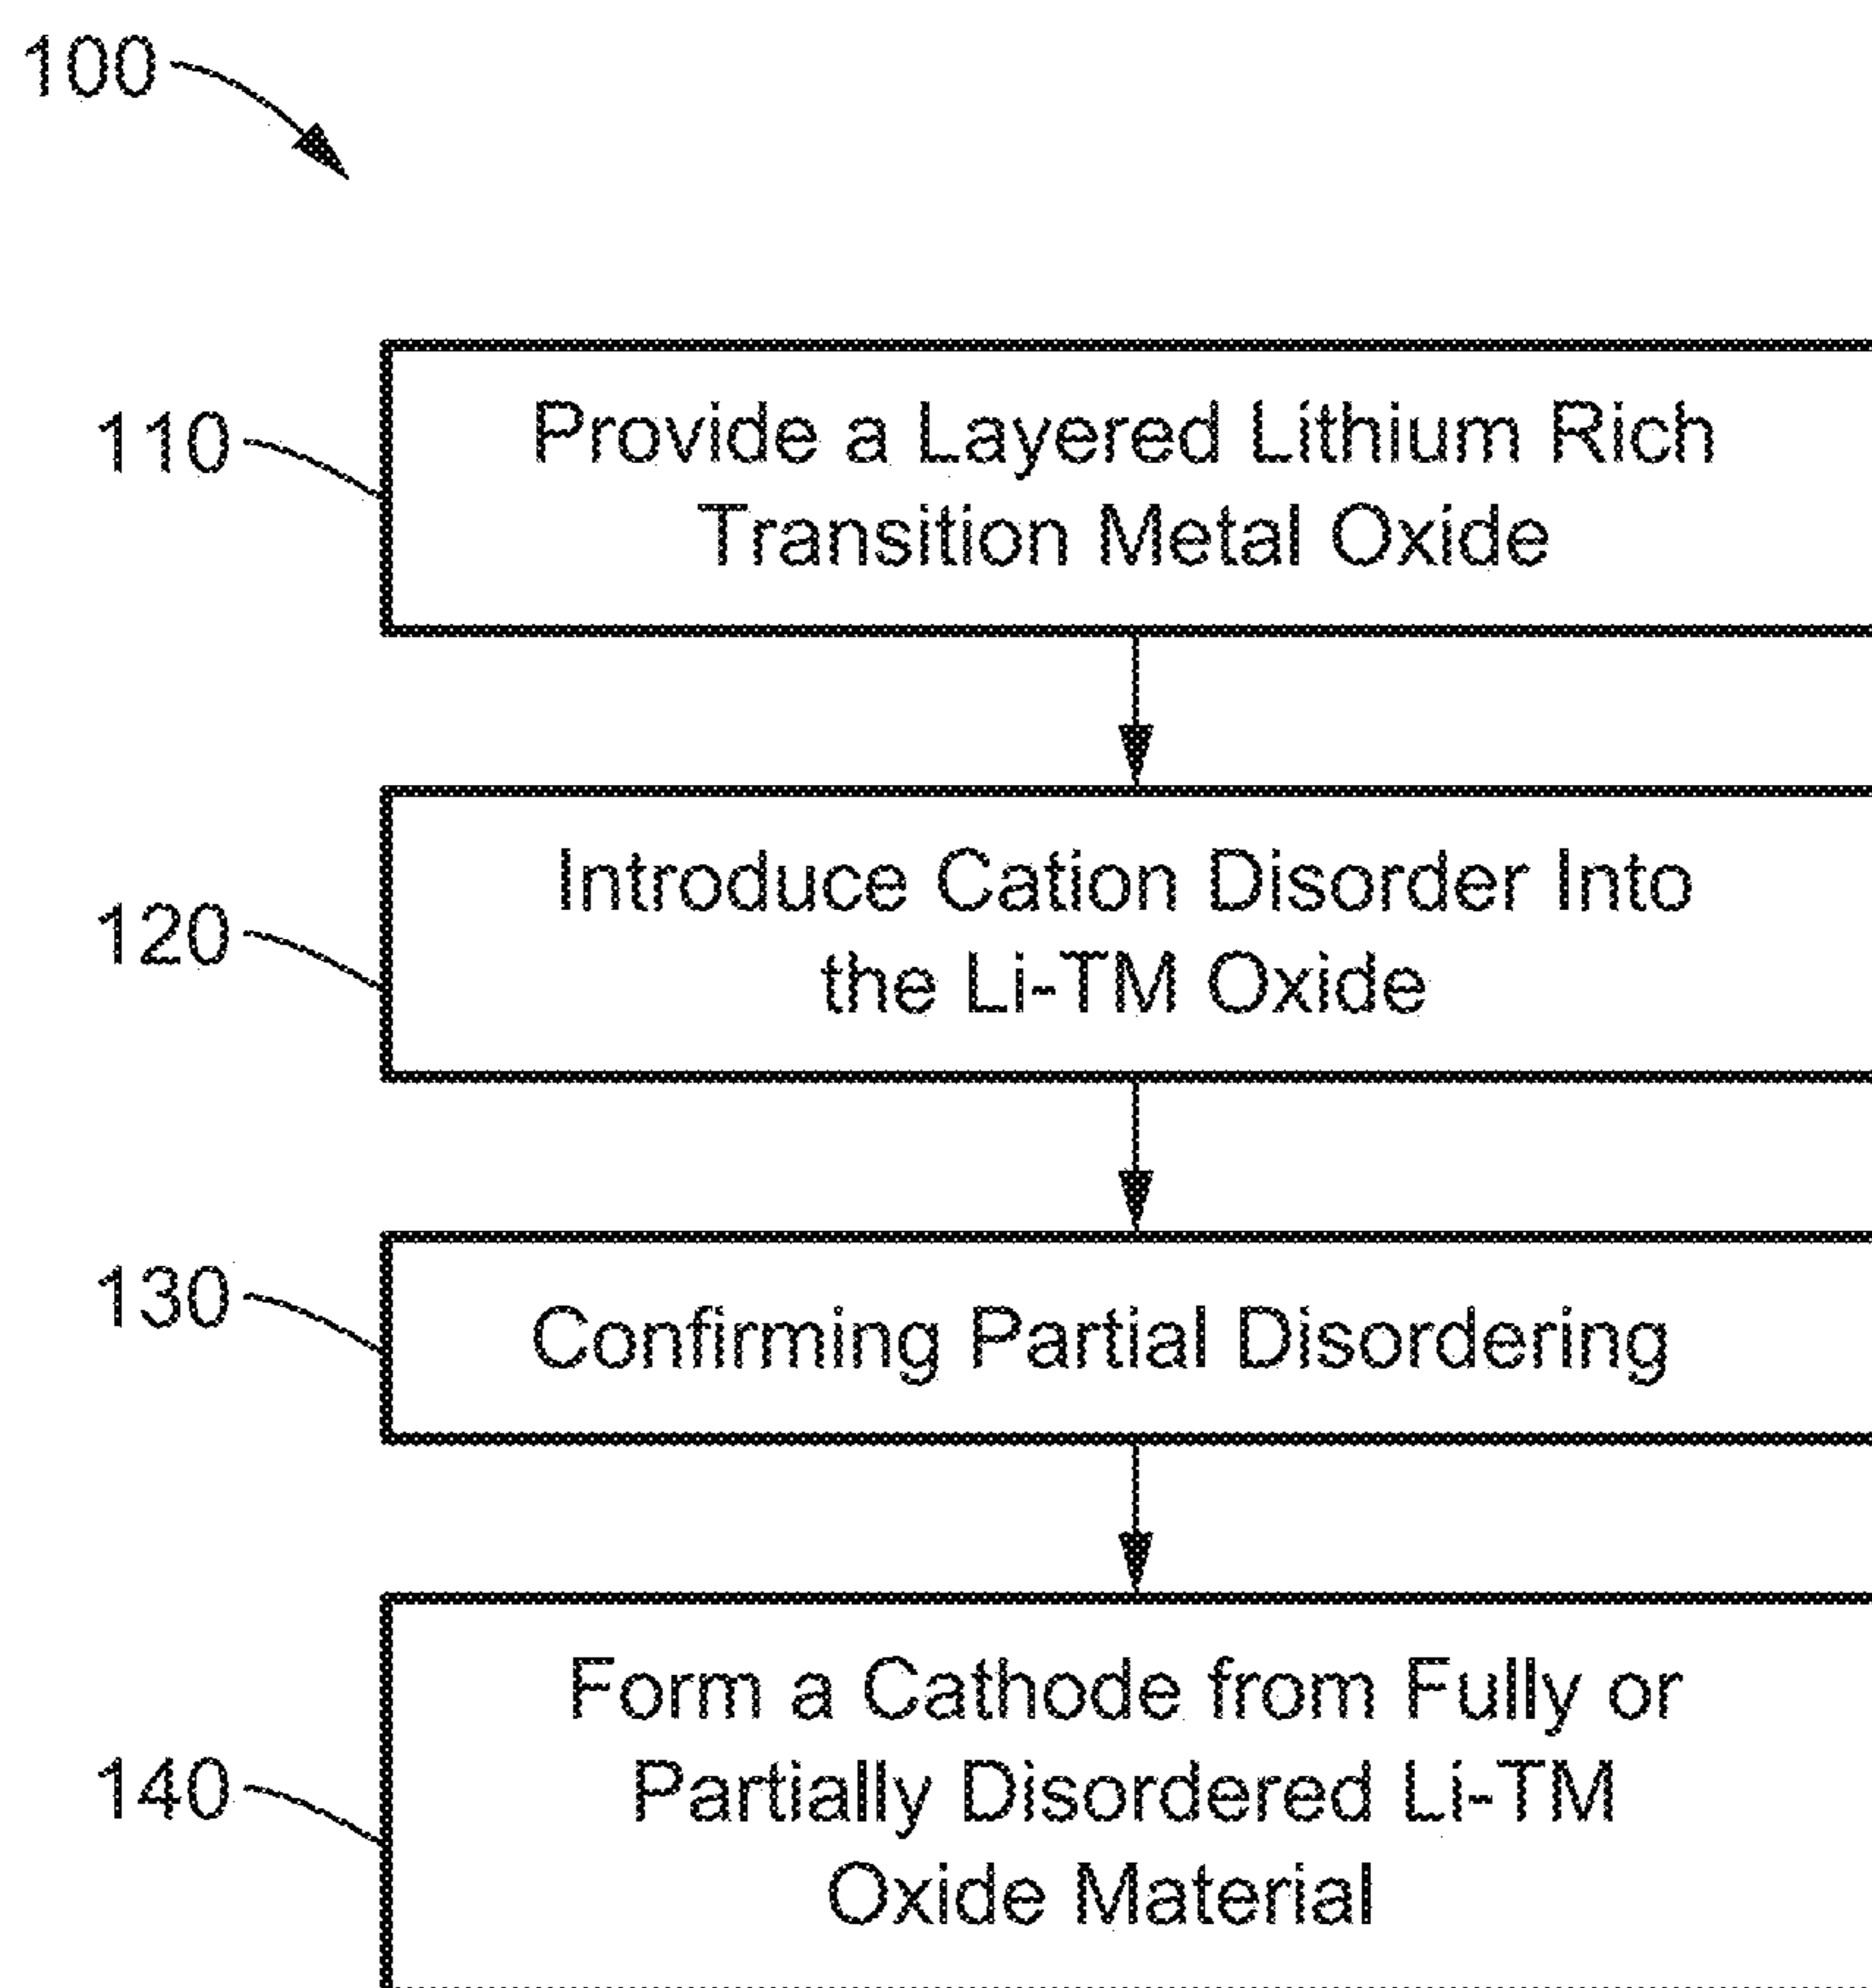 100
110
Provide a Layered Lithium Rich
Transition Metal Oxide
120
Introduce Cation Disorder Into
the Li-TM Oxide
130
Confirming Partial Disordering
140
Form a Cathode from Fully or
Partially Disordered Li-TM
Oxide Material